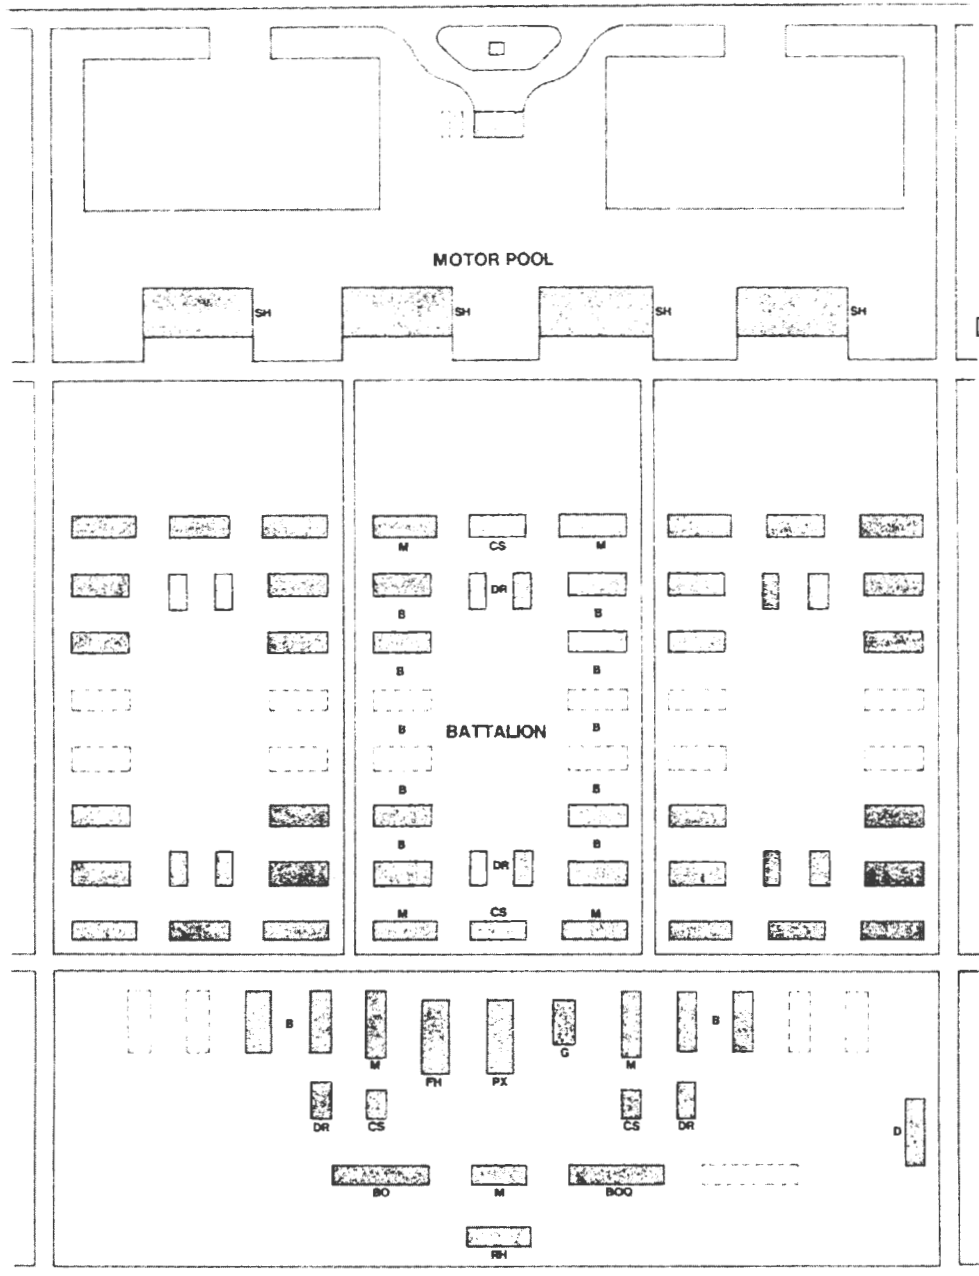 MOTOR POOL
SH SH SH SH
M CS M
DR
B B
B B
B BATTALION B
B B
B B
DR
M CS M
B B
G
M M
FH PX
DR CS CS DR
D
BO M BOQ
RH